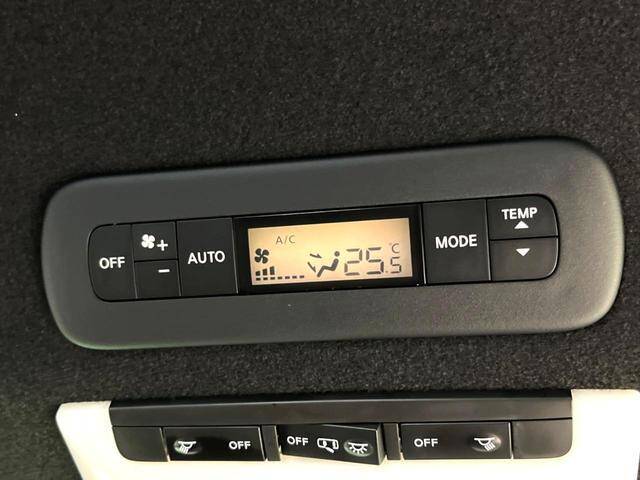 OFF + - AUTO A/C 25.5 °C MODE TEMP
OFF OFF OFF